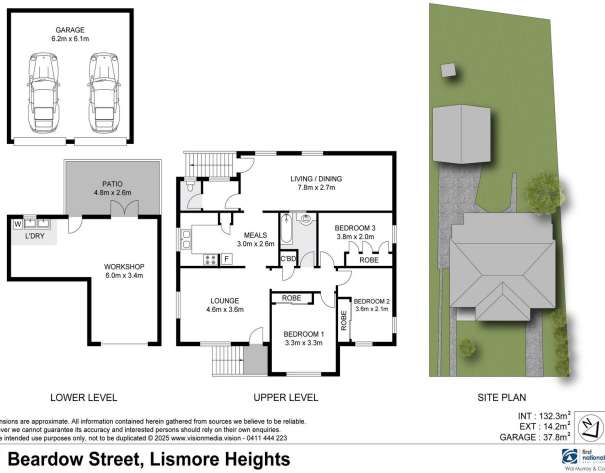 GARAGE
6.2m x 6.1m
PATIO
4.8m x 2.6m
W
L'DRY
WORKSHOP
6.0m x 3.4m
LIVING / DINING
7.8m x 2.7m
MEALS
3.0m x 2.6m
F
C'BD
BEDROOM 3
3.8m x 2.0m
ROBE
LOUNGE
4.6m x 3.6m
ROBE
BEDROOM 1
3.3m x 3.3m
ROBE
BEDROOM 2
3.6m x 2.1m
LOWER LEVEL
UPPER LEVEL
SITE PLAN
nsions are approximate. All information contained herein gathered from sources we believe to be reliable.
ver we cannot guarantee its accuracy and interested persons should rely on their own enquiries.
e intended use purposes only, not to be duplicated © 2025 www.visionmedia.vision - 0411 444 223
INT : 132.3m²
EXT : 14.2m²
GARAGE : 37.8m²
Beardow Street, Lismore Heights
first
national
Wal Murray & Co